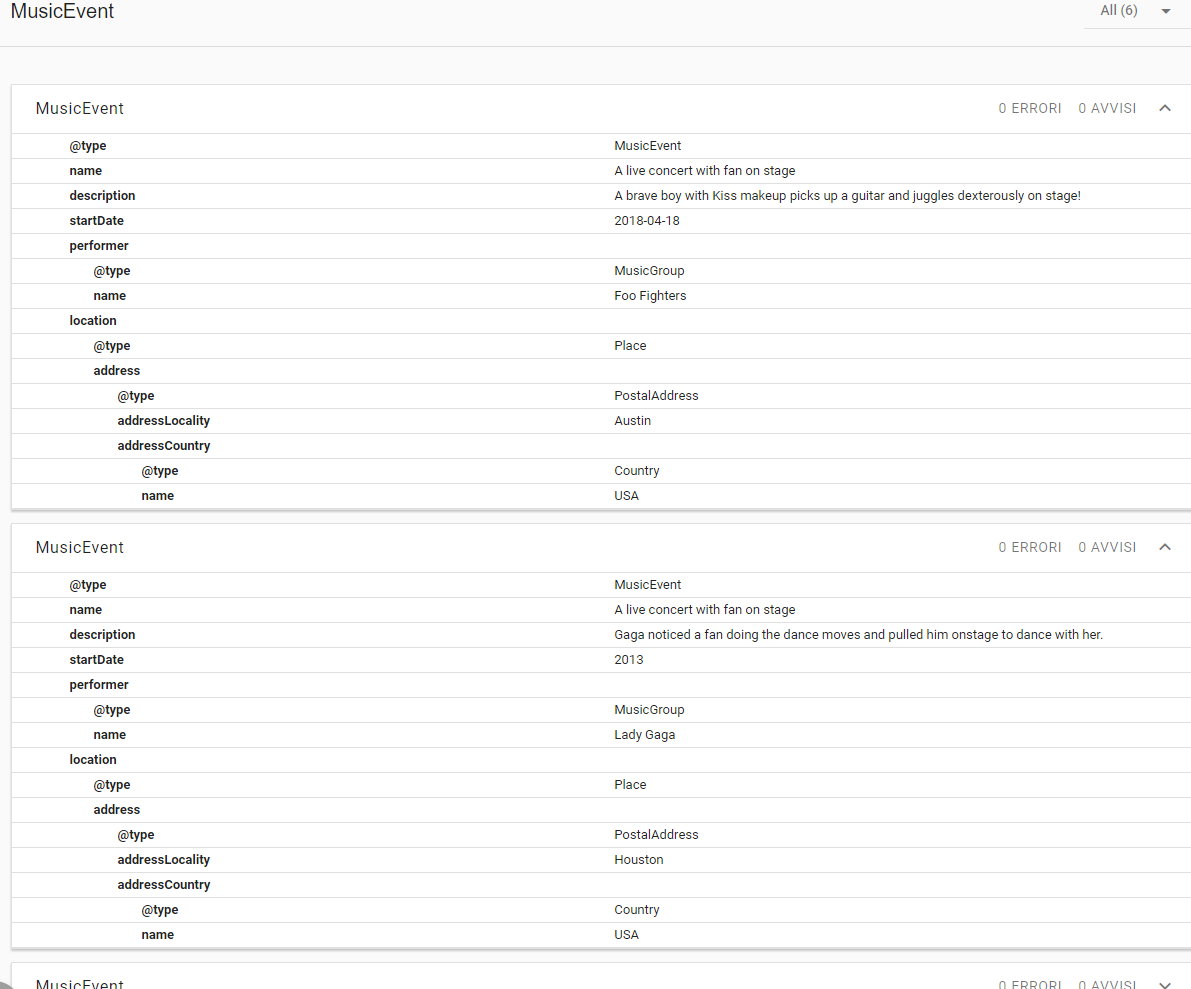 MusicEvent All (6)
MusicEvent 0 ERRORI 0 AVVISI
@type MusicEvent
name A live concert with fan on stage
description A brave boy with Kiss makeup picks up a guitar and juggles dexterously on stage!
startDate 2018-04-18
performer
@type MusicGroup
name Foo Fighters
location
@type Place
address
@type PostalAddress
addressLocality Austin
addressCountry
@type Country
name USA
MusicEvent 0 ERRORI 0 AVVISI
@type MusicEvent
name A live concert with fan on stage
description Gaga noticed a fan doing the dance moves and pulled him onstage to dance with her.
startDate 2013
performer
@type MusicGroup
name Lady Gaga
location
@type Place
address
@type PostalAddress
addressLocality Houston
addressCountry
@type Country
name USA
MusicEvent 0 ERRORI 0 AVVISI